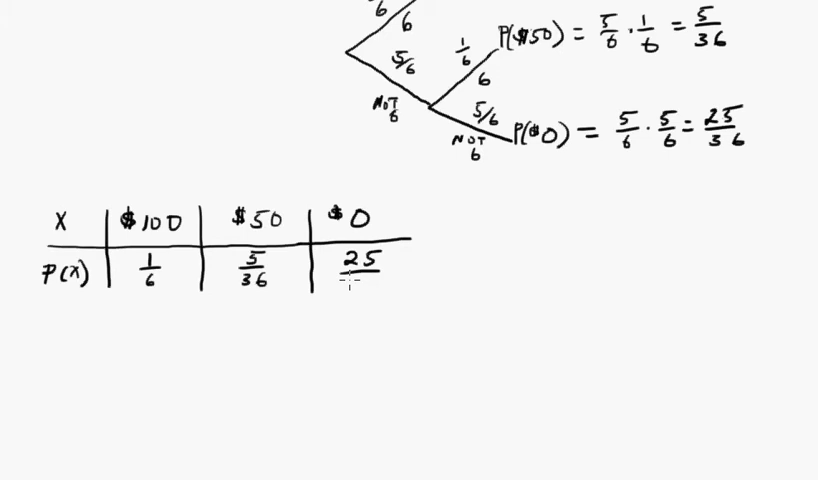 6 6
5/6 1/6 6 P($50) = 5/6 · 1/6 = 5/36
NOT 6
5/6 NOT 6 P($0) = 5/6 · 5/6 = 25/36
X $100 $50 $0
P(X) 1/6 5/36 25